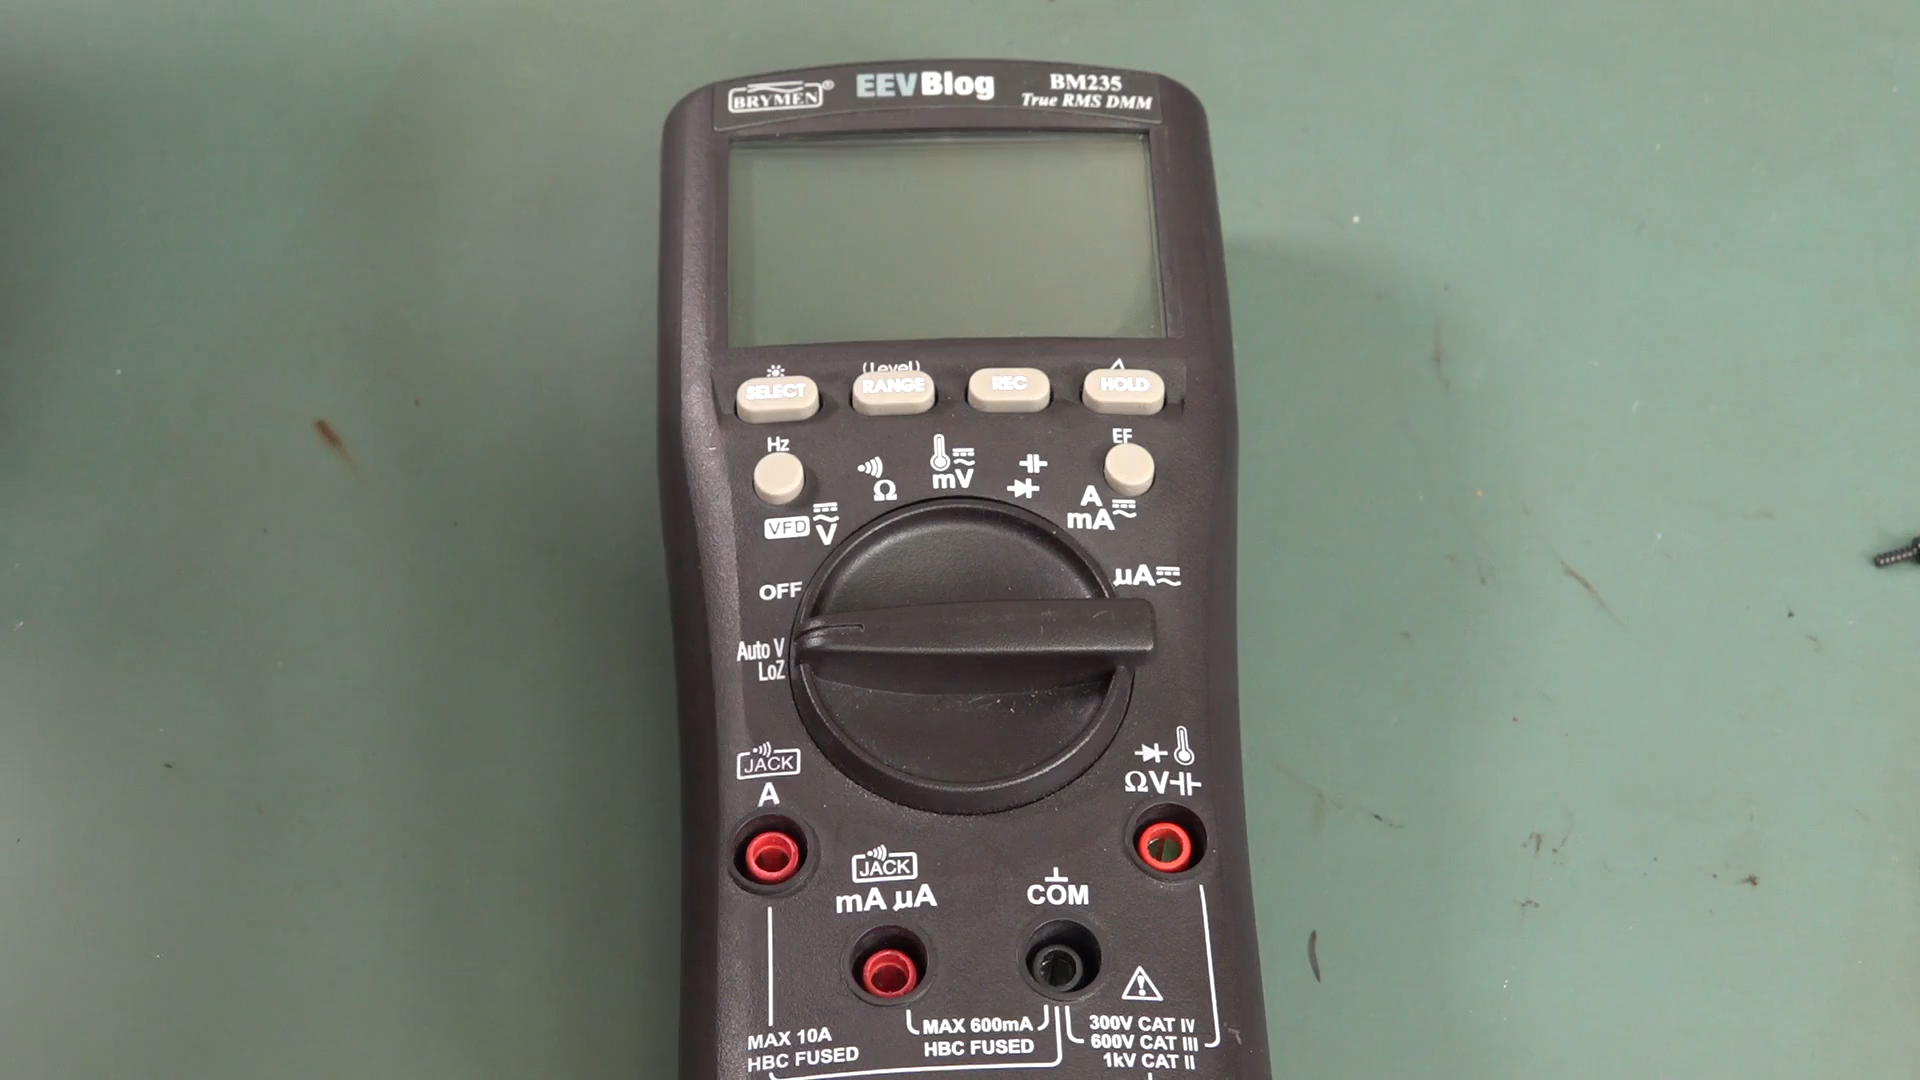 BRYMEN® EEVBlog BM235
True RMS DMM
(Level)
SELECT RANGE REC HOLD
Hz EF
Ω mV
VFD V A
mA
OFF µA
Auto V
LoZ
JACK
A ΩV
JACK
mA µA COM
MAX 10A
HBC FUSED
MAX 600mA
HBC FUSED
300V CAT IV
600V CAT III
1kV CAT II